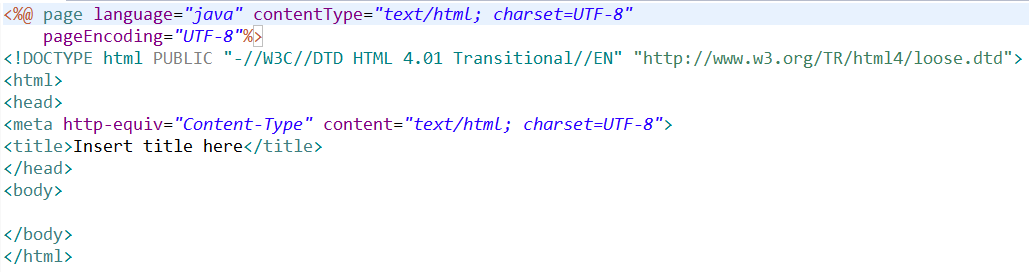 <%@ page language="java" contentType="text/html; charset=UTF-8"
    pageEncoding="UTF-8"%>
<!DOCTYPE html PUBLIC "-//W3C//DTD HTML 4.01 Transitional//EN" "http://www.w3.org/TR/html4/loose.dtd">
<html>
<head>
<meta http-equiv="Content-Type" content="text/html; charset=UTF-8">
<title>Insert title here</title>
</head>
<body>

</body>
</html>